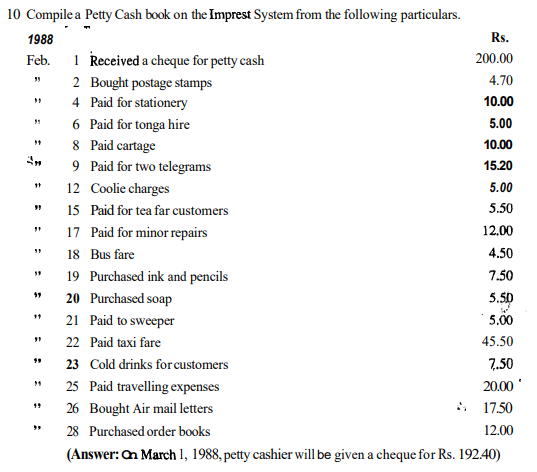 10 Compile a Petty Cash book on the Imprest System from the following particulars.
1988 Rs.
Feb. 1 Received a cheque for petty cash 200.00
" 2 Bought postage stamps 4.70
" 4 Paid for stationery 10.00
" 6 Paid for tonga hire 5.00
" 8 Paid cartage 10.00
" 9 Paid for two telegrams 15.20
" 12 Coolie charges 5.00
" 15 Paid for tea far customers 5.50
" 17 Paid for minor repairs 12.00
" 18 Bus fare 4.50
" 19 Purchased ink and pencils 7.50
" 20 Purchased soap 5.50
" 21 Paid to sweeper 5.00
" 22 Paid taxi fare 45.50
" 23 Cold drinks for customers 7.50
" 25 Paid travelling expenses 20.00
" 26 Bought Air mail letters 17.50
" 28 Purchased order books 12.00
(Answer: On March 1, 1988, petty cashier will be given a cheque for Rs. 192.40)